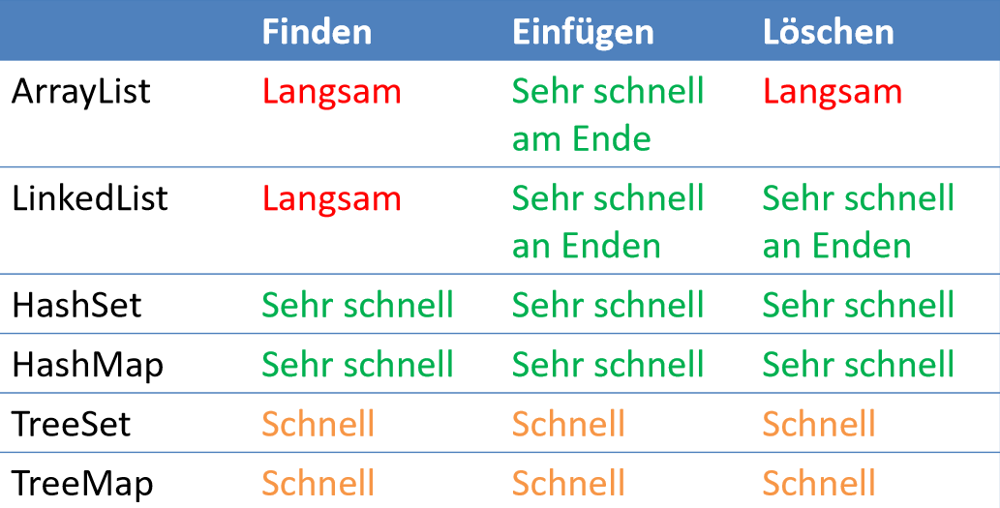 Finden Einfügen Löschen
ArrayList Langsam Sehr schnell Langsam
am Ende
LinkedList Langsam Sehr schnell Sehr schnell
an Enden an Enden
HashSet Sehr schnell Sehr schnell Sehr schnell
HashMap Sehr schnell Sehr schnell Sehr schnell
TreeSet Schnell Schnell Schnell
TreeMap Schnell Schnell Schnell